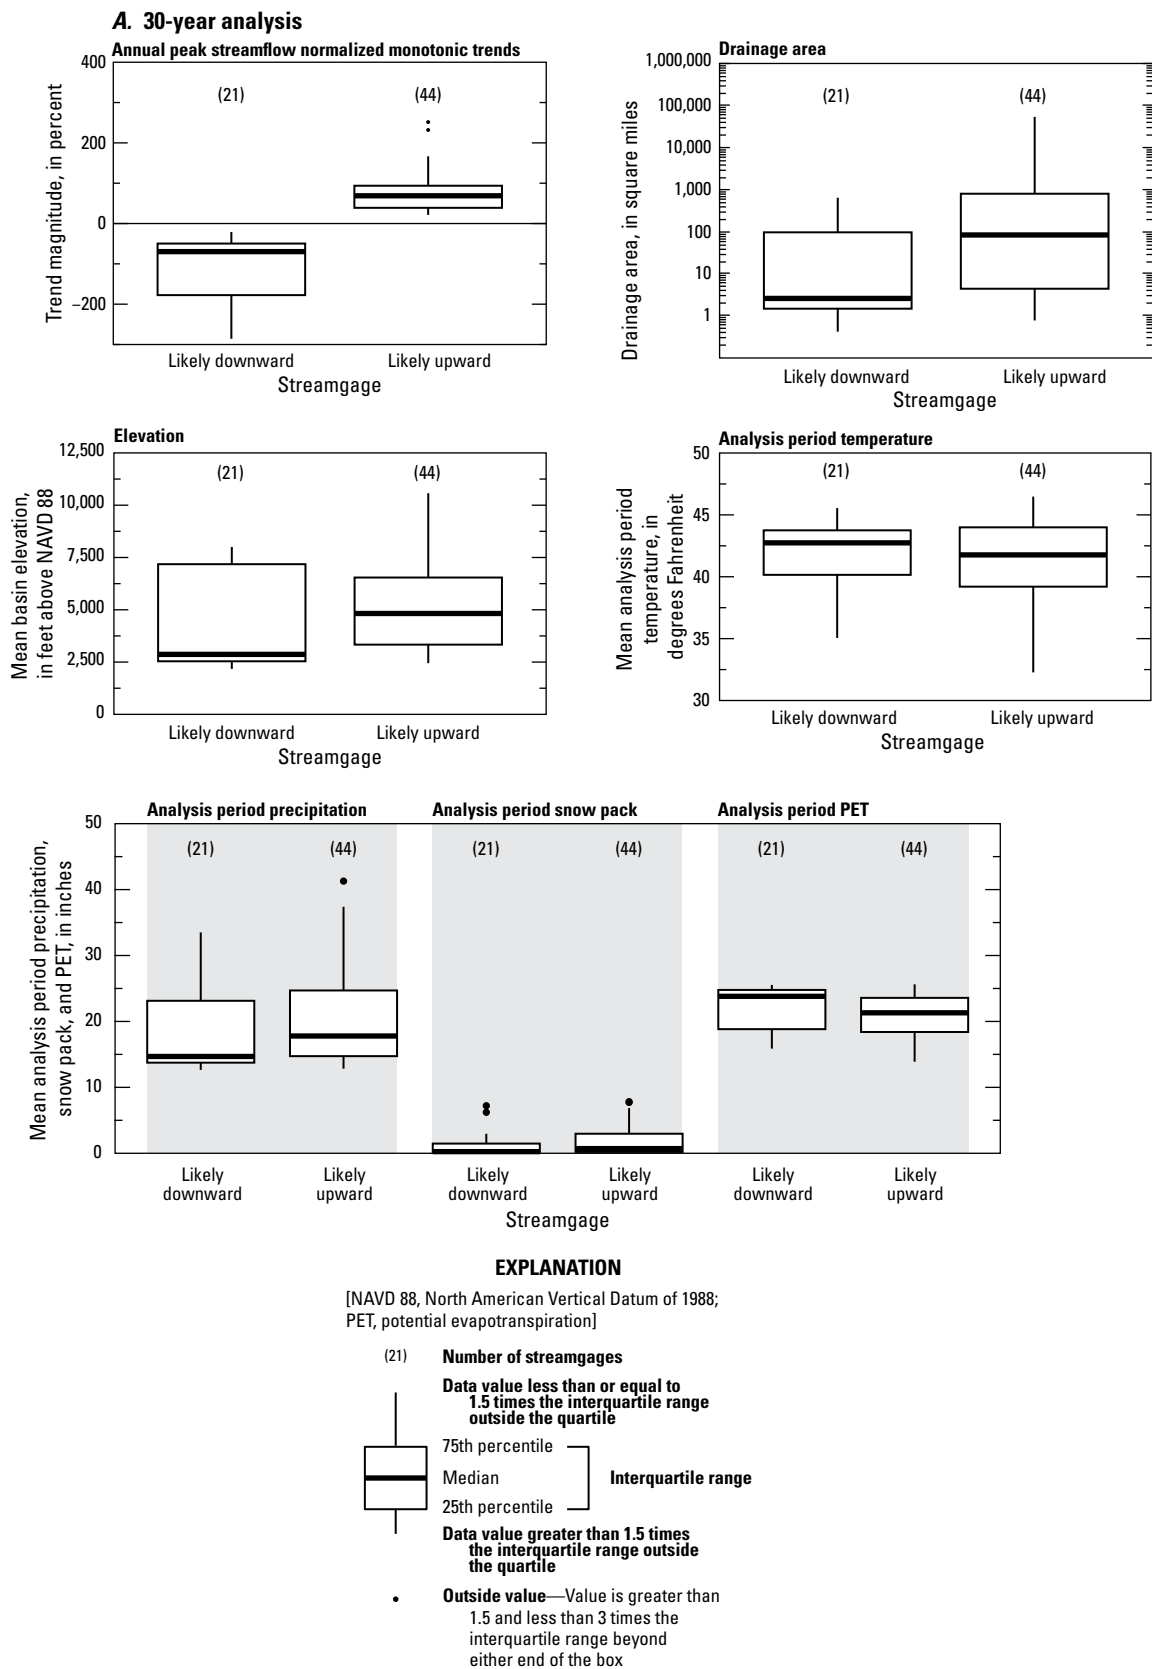 A. 30-year analysis
Annual peak streamflow normalized monotonic trends
Trend magnitude, in percent
400
200
0
–200
(21)
(44)
Likely downward
Likely upward
Streamgage
Drainage area
Drainage area, in square miles
1,000,000
100,000
10,000
1,000
100
10
1
(21)
(44)
Likely downward
Likely upward
Streamgage
Elevation
Mean basin elevation,
in feet above NAVD 88
12,500
10,000
7,500
5,000
2,500
0
(21)
(44)
Likely downward
Likely upward
Streamgage
Analysis period temperature
Mean analysis period
temperature, in
degrees Fahrenheit
50
45
40
35
30
(21)
(44)
Likely downward
Likely upward
Streamgage
Analysis period precipitation
Analysis period snow pack
Analysis period PET
Mean analysis period precipitation,
snow pack, and PET, in inches
50
40
30
20
10
0
(21)
(44)
(21)
(44)
(21)
(44)
Likely
downward
Likely
upward
Likely
downward
Likely
upward
Likely
downward
Likely
upward
Streamgage
EXPLANATION
[NAVD 88, North American Vertical Datum of 1988;
PET, potential evapotranspiration]
(21) Number of streamgages
Data value less than or equal to
1.5 times the interquartile range
outside the quartile
75th percentile
Median
Interquartile range
25th percentile
Data value greater than 1.5 times
the interquartile range outside
the quartile
Outside value—Value is greater than
1.5 and less than 3 times the
interquartile range beyond
either end of the box